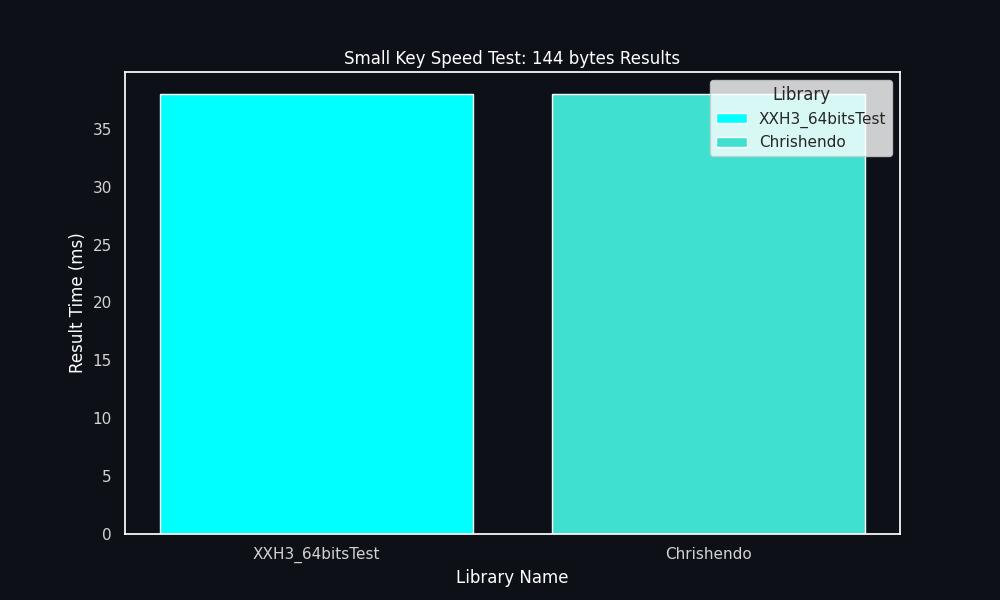 Small Key Speed Test: 144 bytes Results
Library
XXH3_64bitsTest
Chrishendo
Result Time (ms)
35
30
25
20
15
10
5
0
XXH3_64bitsTest
Chrishendo
Library Name